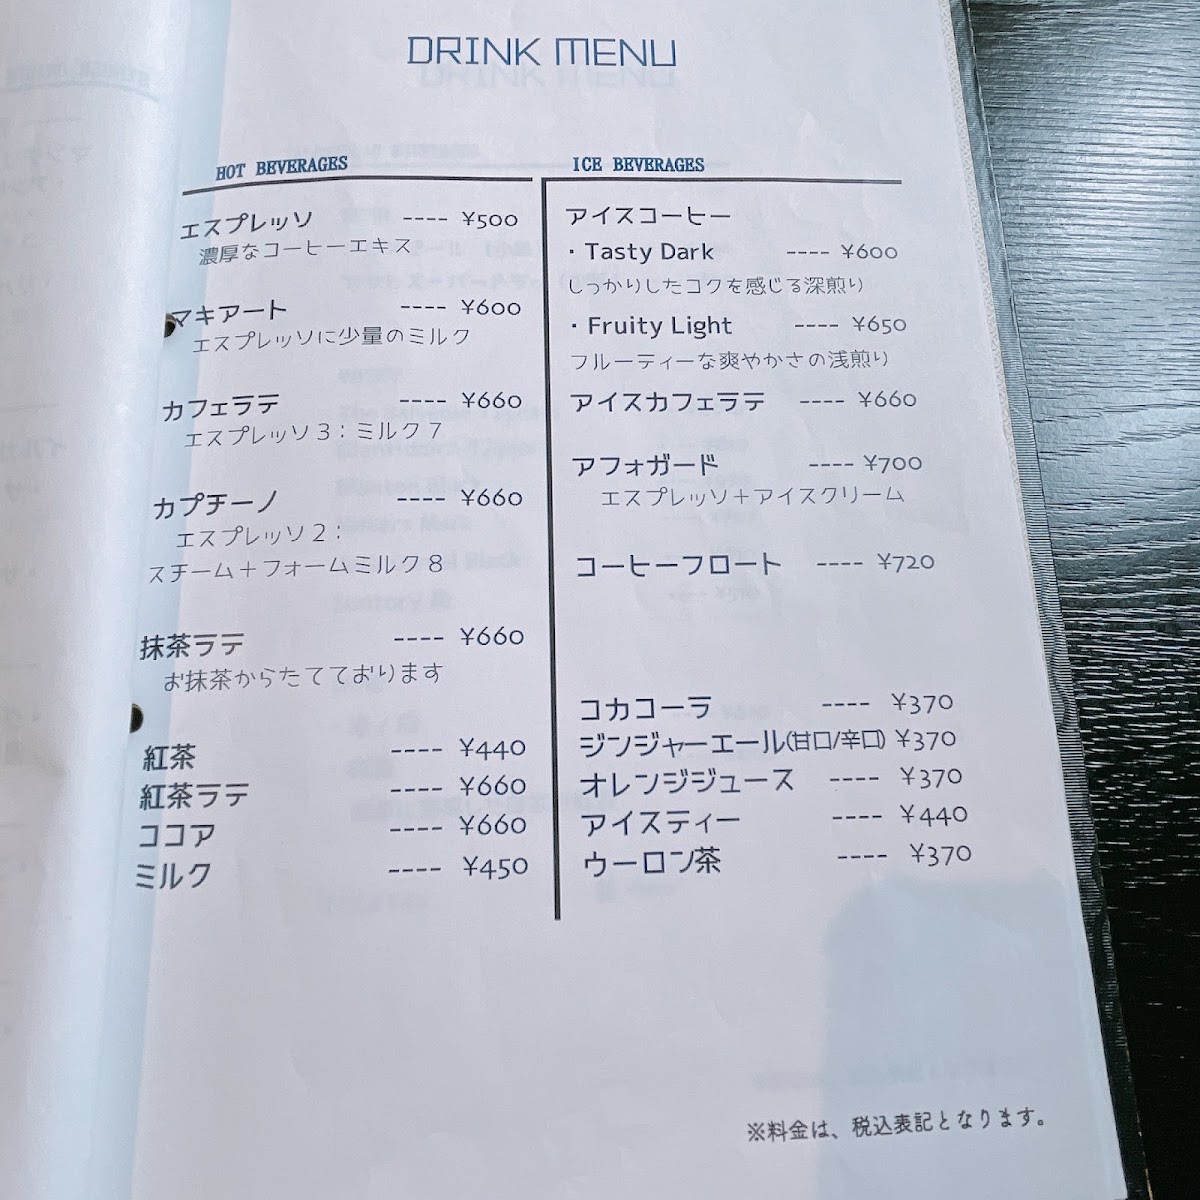 DRINK MENU
HOT BEVERAGES
エスプレッソ ---- ¥500
濃厚なコーヒーエキス
マキアート ---- ¥600
エスプレッソに少量のミルク
カフェラテ ---- ¥660
エスプレッソ3：ミルク7
カプチーノ ---- ¥660
エスプレッソ2：
スチーム＋フォームミルク8
抹茶ラテ ---- ¥660
お抹茶からたてております
紅茶 ---- ¥440
紅茶ラテ ---- ¥660
ココア ---- ¥660
ミルク ---- ¥450
ICE BEVERAGES
アイスコーヒー
・Tasty Dark ---- ¥600
しっかりしたコクを感じる深煎り
・Fruity Light ---- ¥650
フルーティーな爽やかさの浅煎り
アイスカフェラテ ---- ¥660
アフォガード ---- ¥700
エスプレッソ＋アイスクリーム
コーヒーフロート ---- ¥720
コカコーラ ---- ¥370
ジンジャーエール(甘口/辛口) ¥370
オレンジジュース ---- ¥370
アイスティー ---- ¥440
ウーロン茶 ---- ¥370
※料金は、税込表記となります。